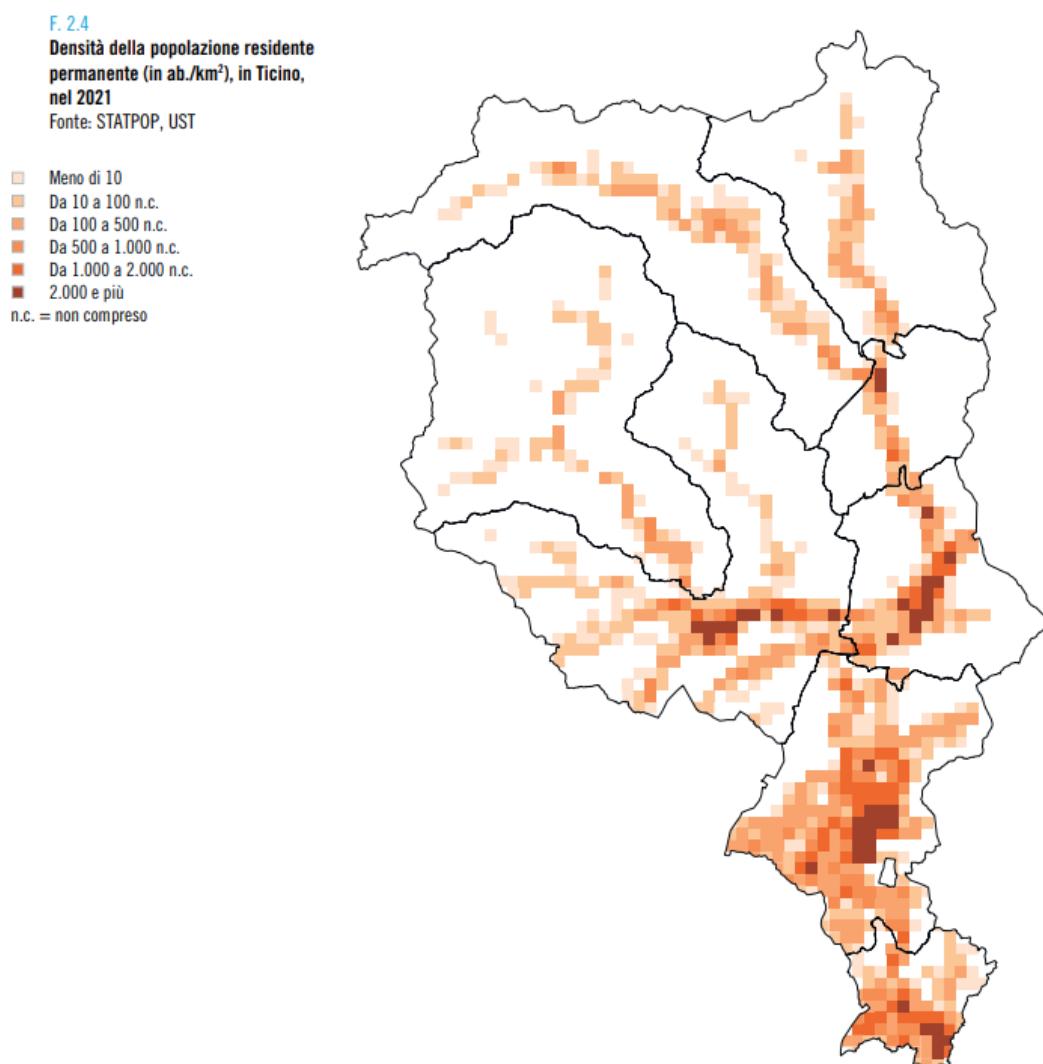 F. 2.4
Densità della popolazione residente
permanente (in ab./km²), in Ticino,
nel 2021
Fonte: STATPOP, UST
Meno di 10
Da 10 a 100 n.c.
Da 100 a 500 n.c.
Da 500 a 1.000 n.c.
Da 1.000 a 2.000 n.c.
2.000 e più
n.c. = non compreso